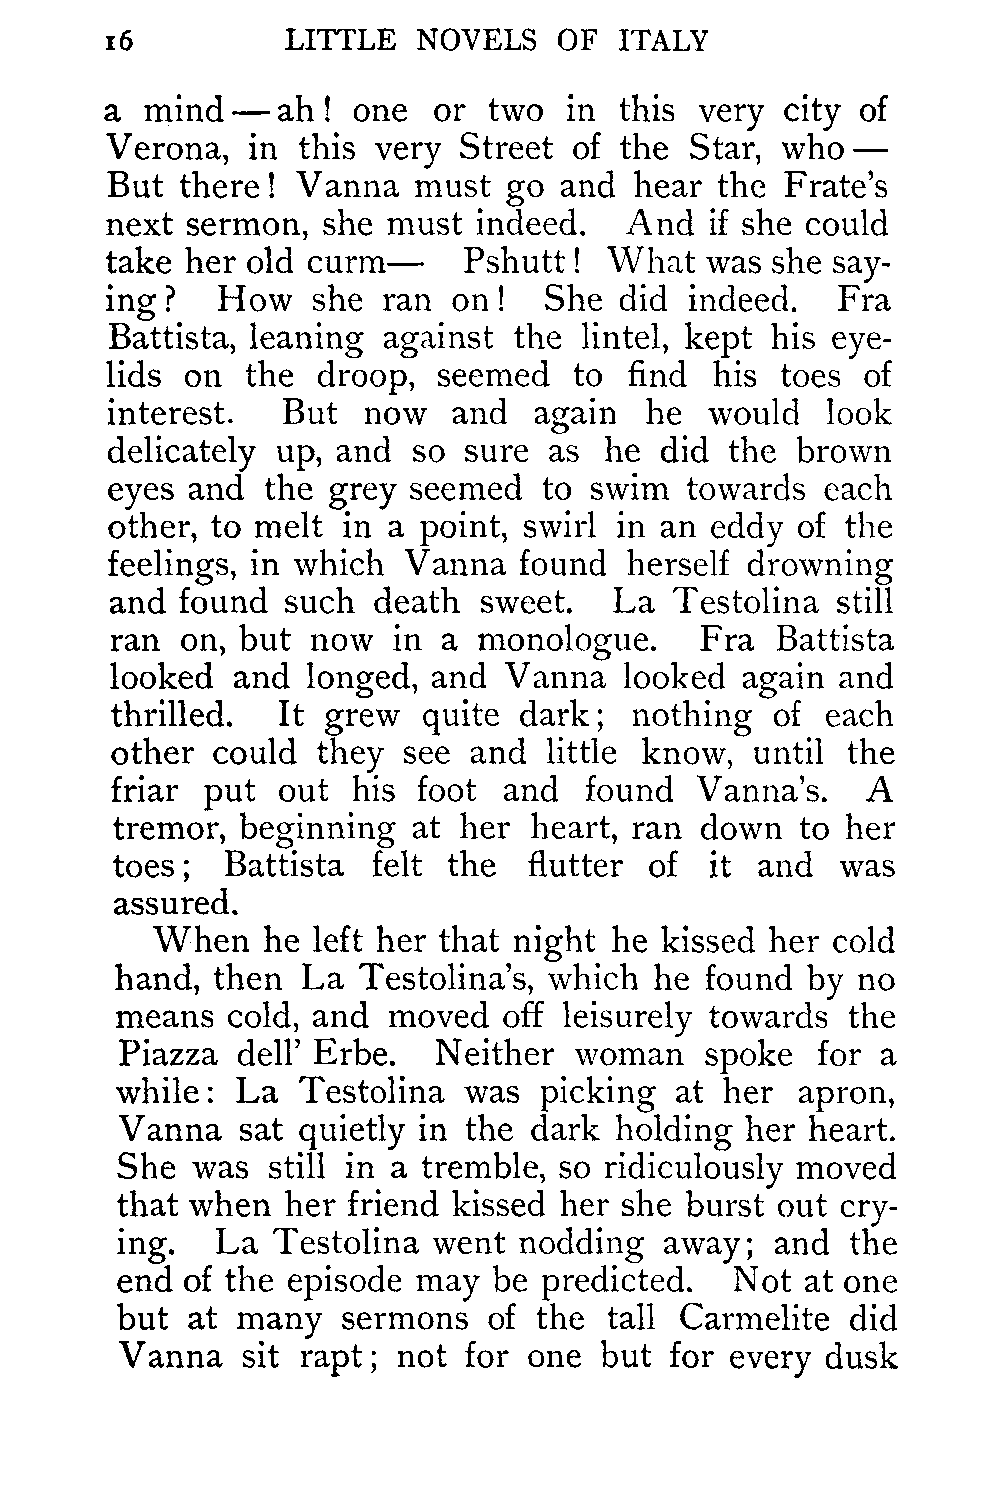 16 LITTLE NOVELS OF ITALY
a mind — ah! one or two in this very city of
Verona, in this very Street of the Star, who —
But there! Vanna must go and hear the Frate's
next sermon, she must indeed. And if she could
take her old curm— Pshutt! What was she say-
ing? How she ran on! She did indeed. Fra
Battista, leaning against the lintel, kept his eye-
lids on the droop, seemed to find his toes of
interest. But now and again he would look
delicately up, and so sure as he did the brown
eyes and the grey seemed to swim towards each
other, to melt in a point, swirl in an eddy of the
feelings, in which Vanna found herself drowning
and found such death sweet. La Testolina still
ran on, but now in a monologue. Fra Battista
looked and longed, and Vanna looked again and
thrilled. It grew quite dark; nothing of each
other could they see and little know, until the
friar put out his foot and found Vanna's. A
tremor, beginning at her heart, ran down to her
toes; Battista felt the flutter of it and was
assured.
When he left her that night he kissed her cold
hand, then La Testolina's, which he found by no
means cold, and moved off leisurely towards the
Piazza dell' Erbe. Neither woman spoke for a
while: La Testolina was picking at her apron,
Vanna sat quietly in the dark holding her heart.
She was still in a tremble, so ridiculously moved
that when her friend kissed her she burst out cry-
ing. La Testolina went nodding away; and the
end of the episode may be predicted. Not at one
but at many sermons of the tall Carmelite did
Vanna sit rapt; not for one but for every dusk